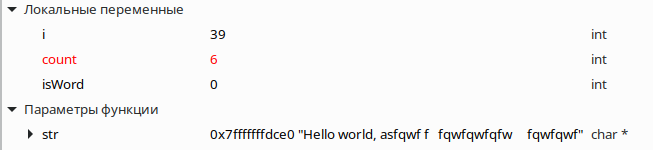 Локальные переменные
i 39 int
count 6 int
isWord 0 int
Параметры функции
str 0x7fffffffdce0 "Hello world, asfqwf f   fqwfqwfqfw    fqwfqwf" char *